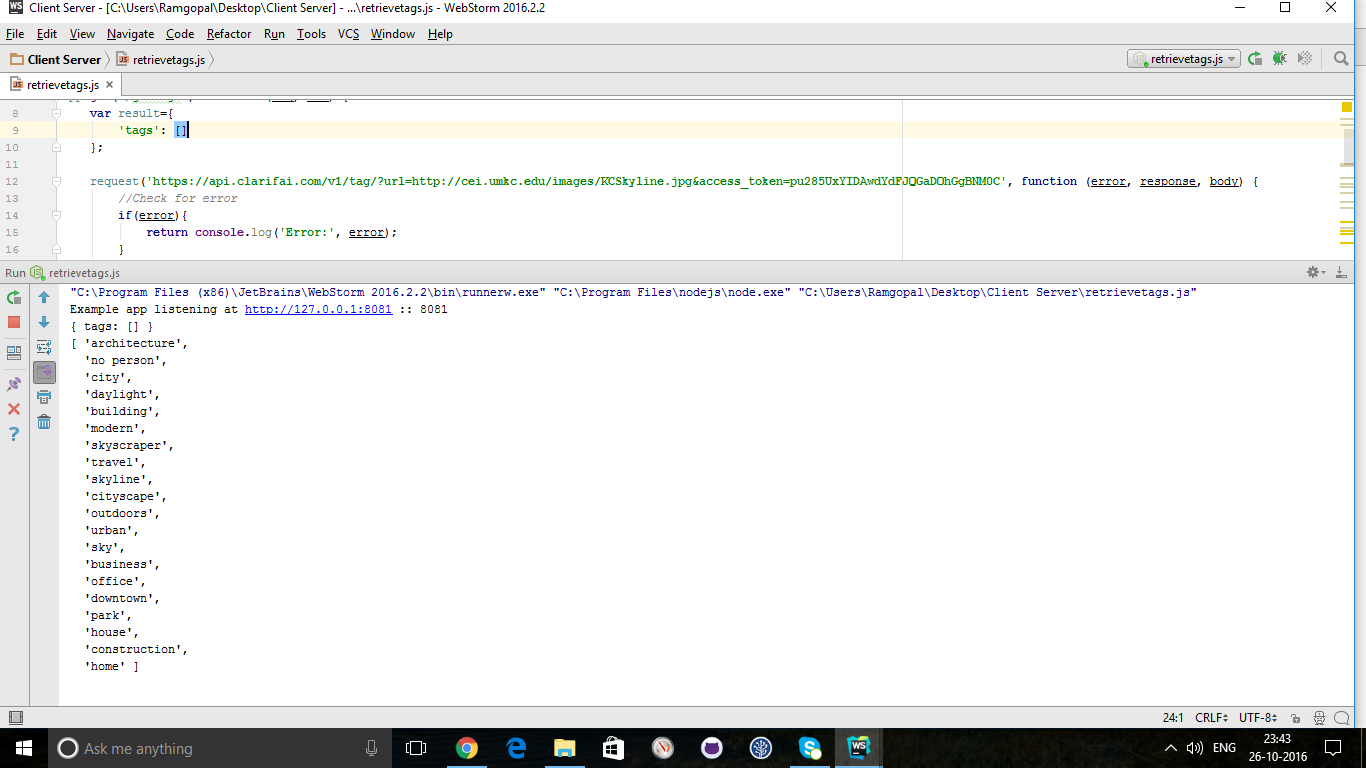 WS Client Server - [C:\Users\Ramgopal\Desktop\Client Server] - ...\retrievetags.js - WebStorm 2016.2.2
File Edit View Navigate Code Refactor Run Tools VCS Window Help
Client Server JS retrievetags.js retrievetags.js
JS retrievetags.js
8 var result={
9 'tags': []
10 };
11
12 request('https://api.clarifai.com/v1/tag/?url=http://cei.umkc.edu/images/KCSkyline.jpg&access_token=pu285UxYIDAwdYdFJQGaDOhGgBNM0C', function (error, response, body) {
13 //Check for error
14 if(error){
15 return console.log('Error:', error);
16 }
Run retrievetags.js
"C:\Program Files (x86)\JetBrains\WebStorm 2016.2.2\bin\runnerw.exe" "C:\Program Files\nodejs\node.exe" "C:\Users\Ramgopal\Desktop\Client Server\retrievetags.js"
Example app listening at http://127.0.0.1:8081 :: 8081
{ tags: [] }
[ 'architecture',
'no person',
'city',
'daylight',
'building',
'modern',
'skyscraper',
'travel',
'skyline',
'cityscape',
'outdoors',
'urban',
'sky',
'business',
'office',
'downtown',
'park',
'house',
'construction',
'home' ]
24:1 CRLF UTF-8
Ask me anything
WS
ENG
23:43
26-10-2016